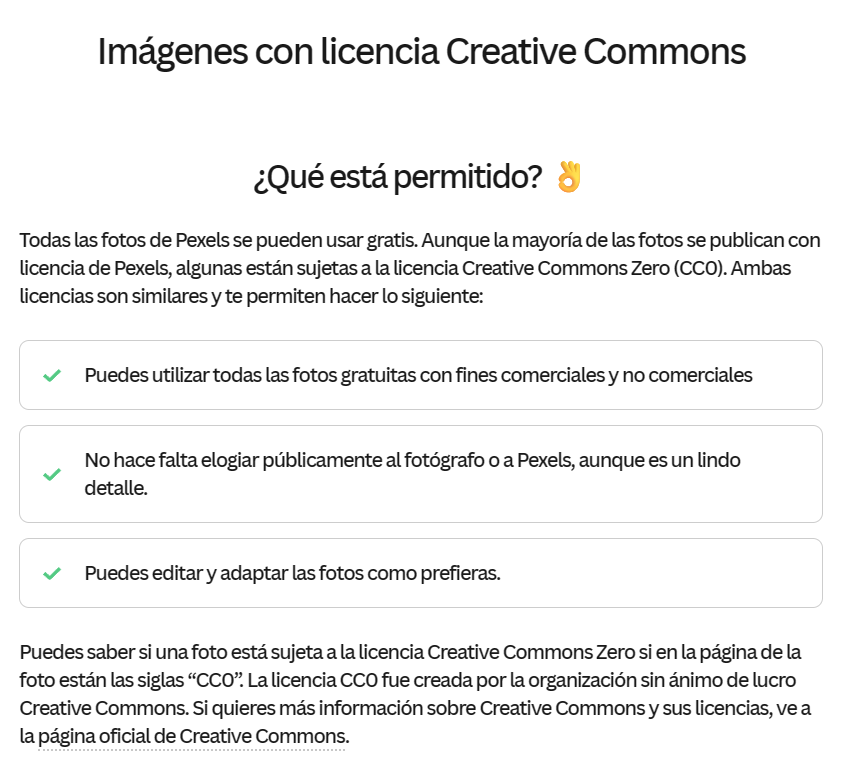 Imágenes con licencia Creative Commons
¿Qué está permitido? 👌
Todas las fotos de Pexels se pueden usar gratis. Aunque la mayoría de las fotos se publican con
licencia de Pexels, algunas están sujetas a la licencia Creative Commons Zero (CC0). Ambas
licencias son similares y te permiten hacer lo siguiente:
Puedes utilizar todas las fotos gratuitas con fines comerciales y no comerciales
No hace falta elogiar públicamente al fotógrafo o a Pexels, aunque es un lindo
detalle.
Puedes editar y adaptar las fotos como prefieras.
Puedes saber si una foto está sujeta a la licencia Creative Commons Zero si en la página de la
foto están las siglas “CC0”. La licencia CC0 fue creada por la organización sin ánimo de lucro
Creative Commons. Si quieres más información sobre Creative Commons y sus licencias, ve a
la página oficial de Creative Commons.